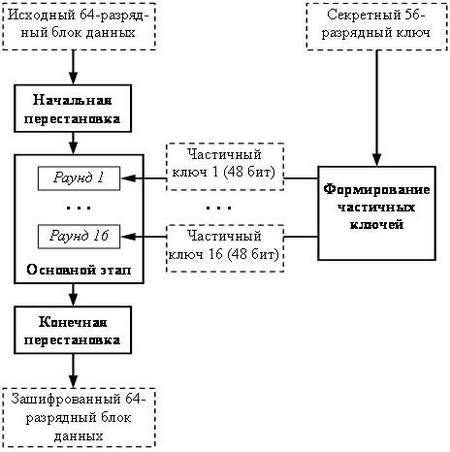 Исходный 64-разряд-
ный блок данных
Секретный 56-
разрядный ключ
Начальная
перестановка
Частичный
ключ 1 (48 бит)
Раунд 1
Формирование
частичных
ключей
. . .
. . .
Раунд 16
Частичный
ключ 16 (48 бит)
Основной этап
Конечная
перестановка
Зашифрованный 64-
разрядный блок
данных